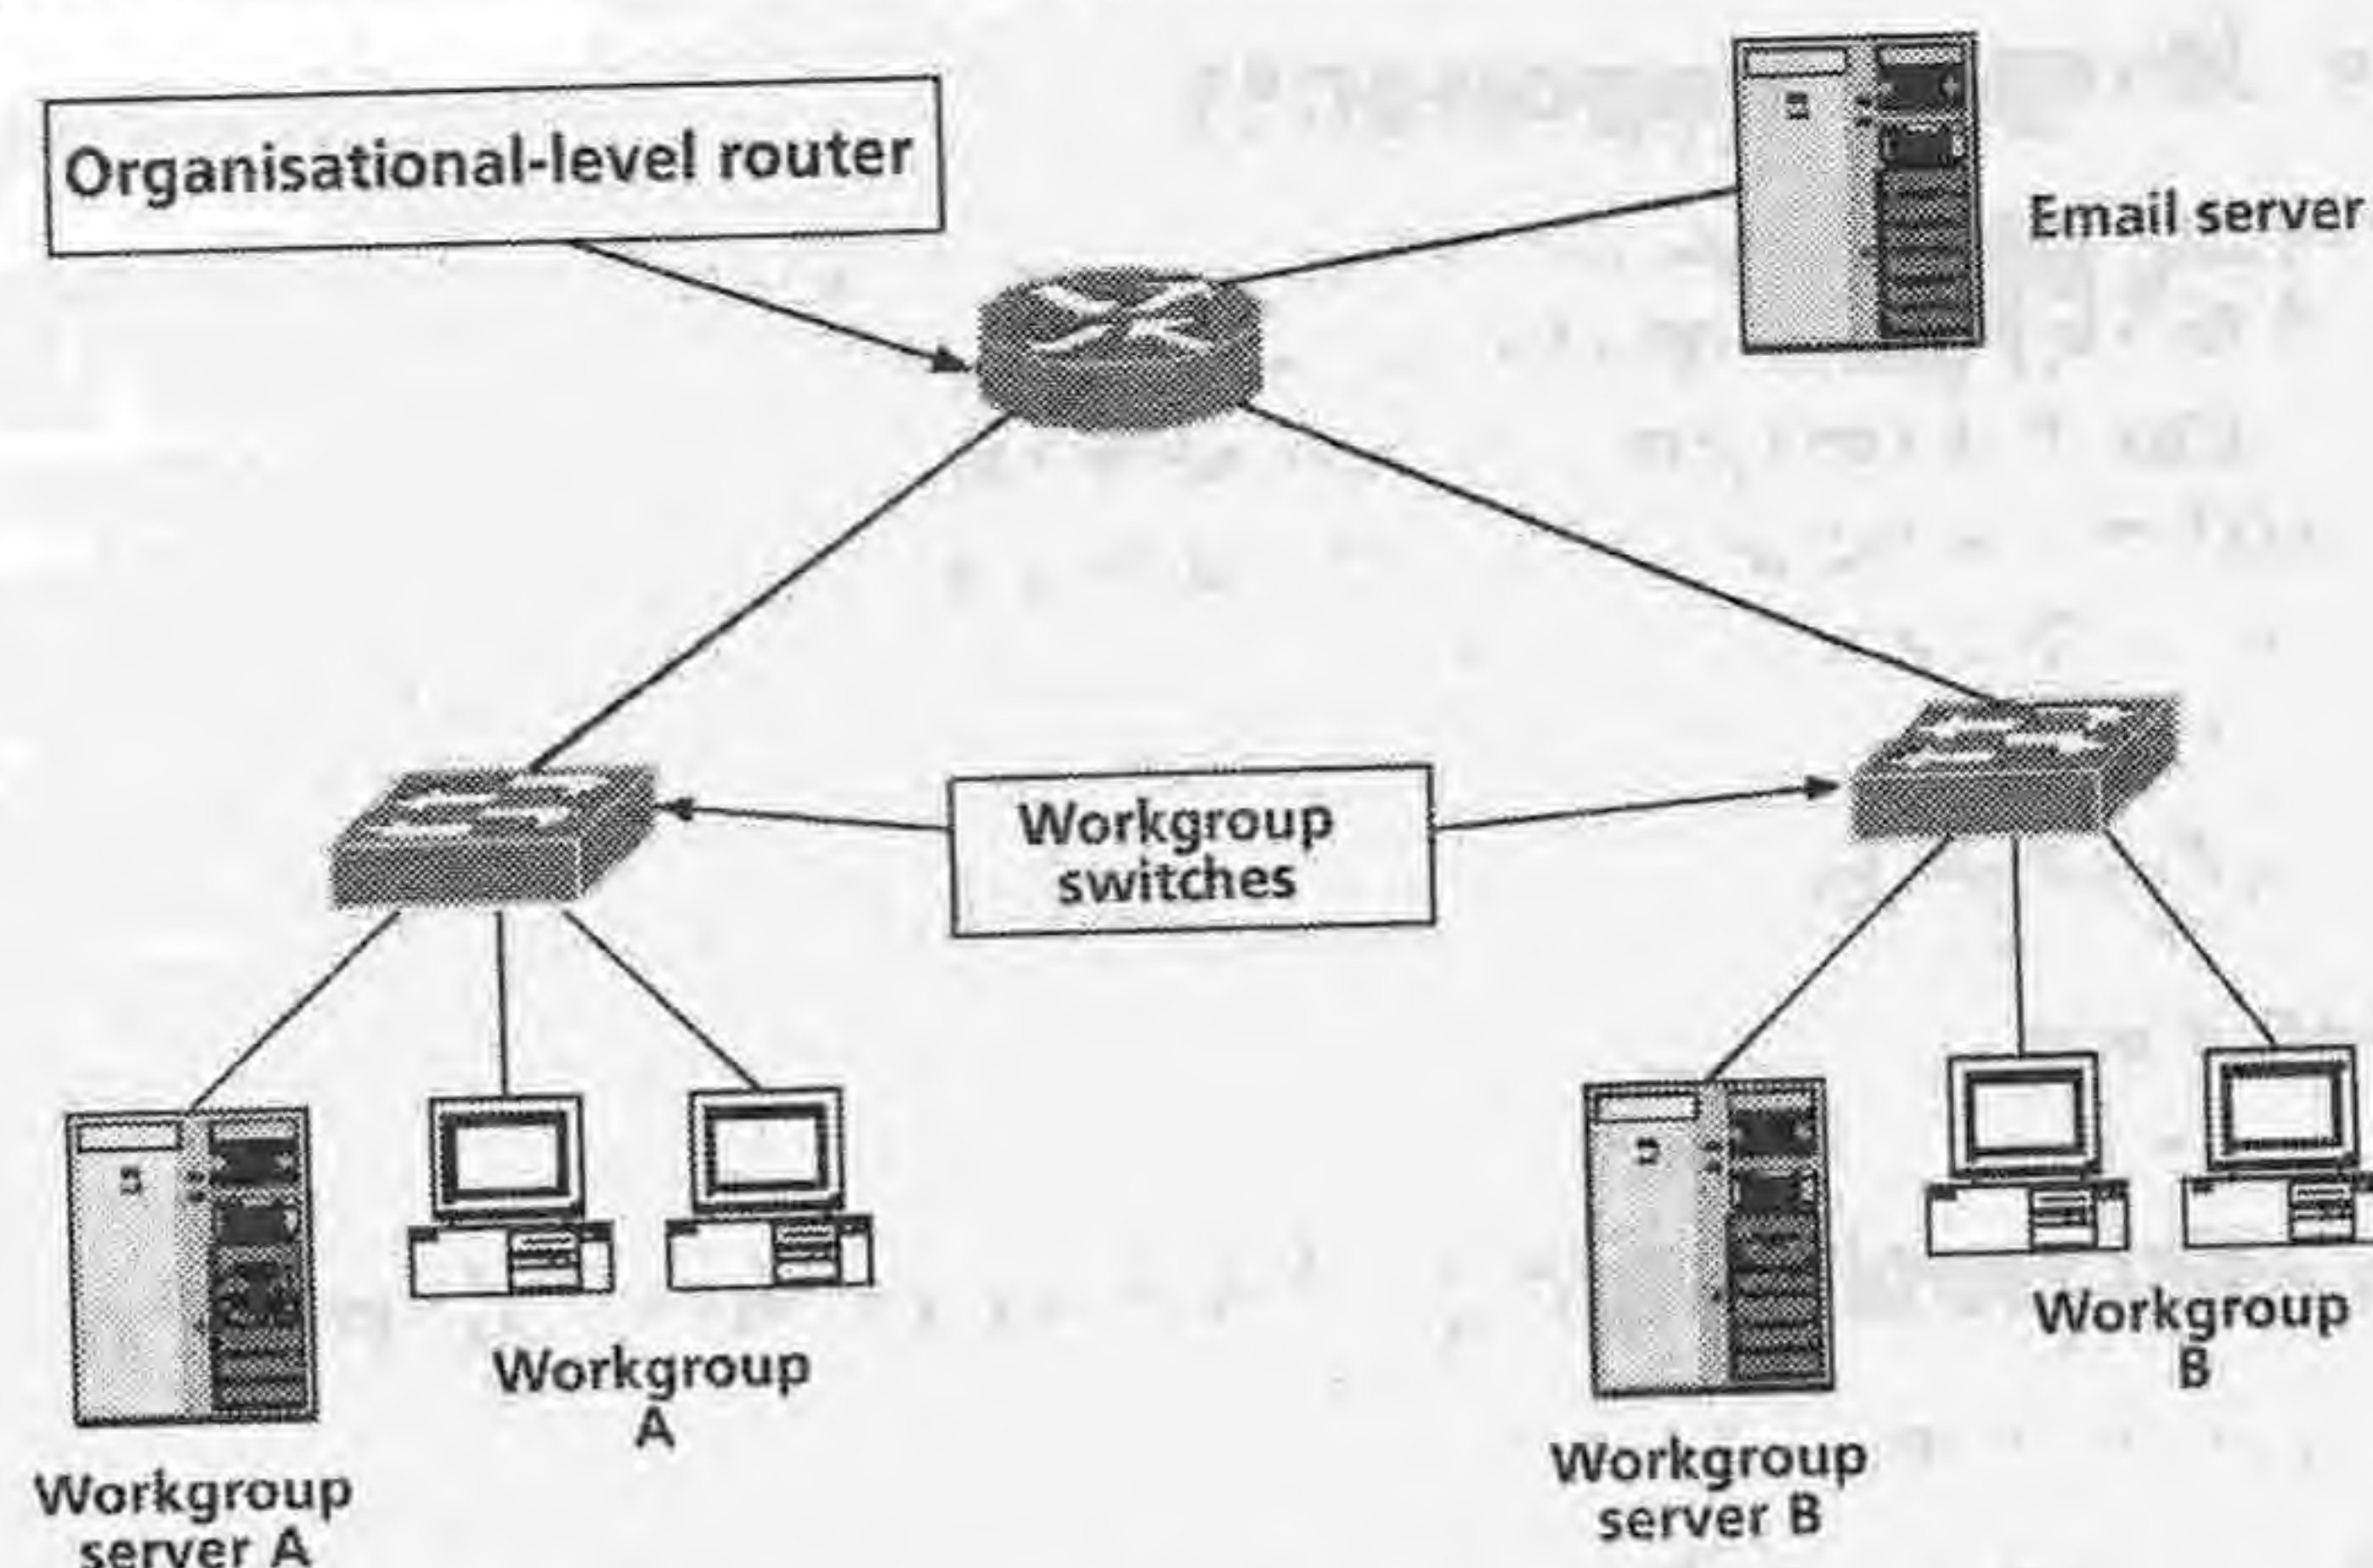 Organisational-level router
Email server
Workgroup
switches
Workgroup
A
Workgroup
B
Workgroup
server A
Workgroup
server B